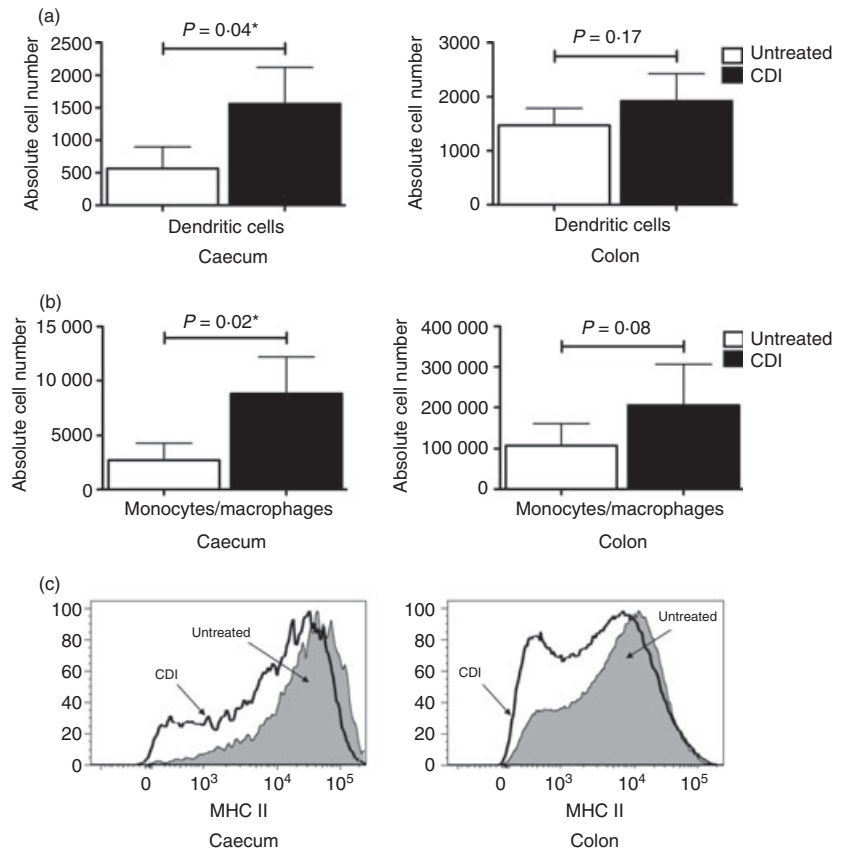 (a)
P = 0·04*
2500
2000
1500
1000
500
0
Absolute cell number
Dendritic cells
Caecum
P = 0·17
3000
2000
1000
0
Absolute cell number
Dendritic cells
Colon
Untreated
CDI
(b)
P = 0·02*
15 000
10 000
5000
0
Absolute cell number
Monocytes/macrophages
Caecum
P = 0·08
400 000
300 000
200 000
100 000
0
Absolute cell number
Monocytes/macrophages
Colon
Untreated
CDI
(c)
100
80
60
40
20
0
Untreated
CDI
0 10³ 10⁴ 10⁵
MHC II
Caecum
100
80
60
40
20
0
Untreated
CDI
0 10³ 10⁴ 10⁵
MHC II
Colon